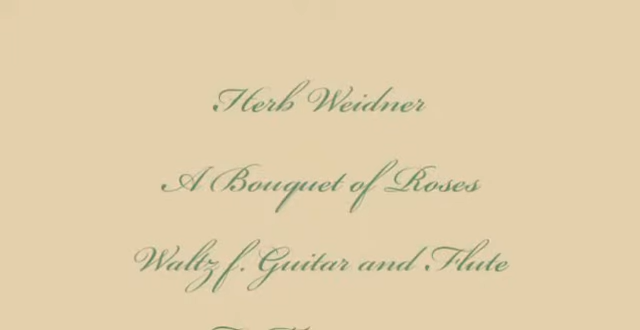 Herb Weidner
A Bouquet of Roses
Waltz f. Guitar and Flute